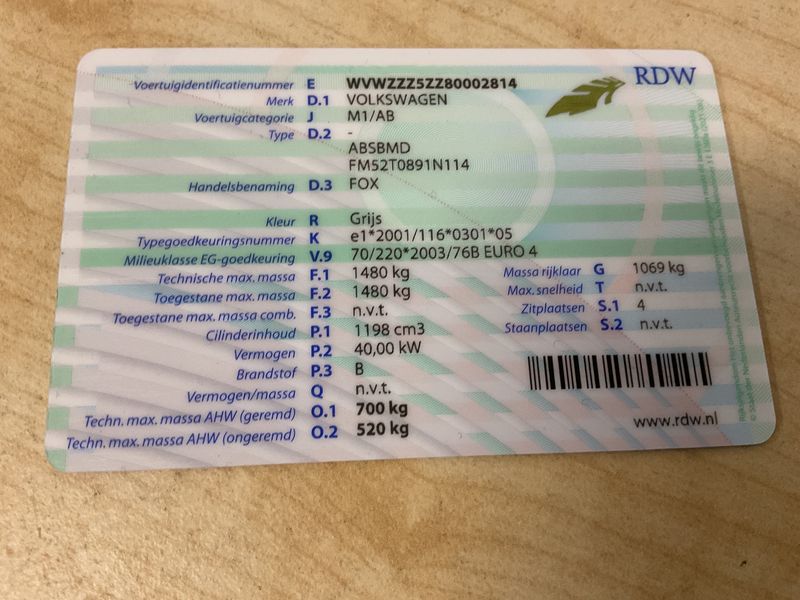 RDW
Voertuigidentificatienummer E WVWZZZ5ZZ80002814
Merk D.1 VOLKSWAGEN
Voertuigcategorie J M1/AB
Type D.2 -
ABSBMD
FM52T0891N114
Handelsbenaming D.3 FOX
Kleur R Grijs
Typegoedkeuringsnummer K e1*2001/116*0301*05
Milieuklasse EG-goedkeuring V.9 70/220*2003/76B EURO 4
Technische max. massa F.1 1480 kg Massa rijklaar G 1069 kg
Toegestane max. massa F.2 1480 kg Max. snelheid T n.v.t.
Toegestane max. massa comb. F.3 n.v.t. Zitplaatsen S.1 4
Cilinderinhoud P.1 1198 cm3 Staanplaatsen S.2 n.v.t.
Vermogen P.2 40,00 kW
Brandstof P.3 B
Vermogen/massa Q n.v.t.
Techn. max. massa AHW (geremd) O.1 700 kg
Techn. max. massa AHW (ongeremd) O.2 520 kg
www.rdw.nl